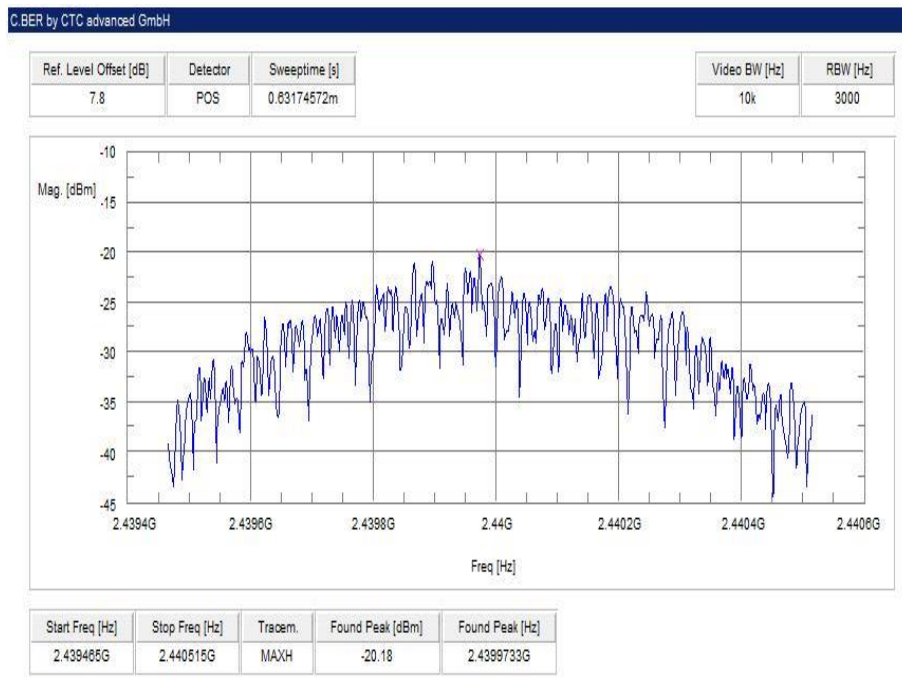 C.BER by CTC advanced GmbH
Ref. Level Offset [dB] Detector Sweeptime [s] Video BW [Hz] RBW [Hz]
7.8 POS 0.63174572m 10k 3000
Mag. [dBm]
-10
-15
-20
-25
-30
-35
-40
-45
2.4394G 2.4396G 2.4398G 2.44G 2.4402G 2.4404G 2.4406G
Freq [Hz]
Start Freq [Hz] Stop Freq [Hz] Tracem. Found Peak [dBm] Found Peak [Hz]
2.439465G 2.440515G MAXH -20.18 2.4399733G